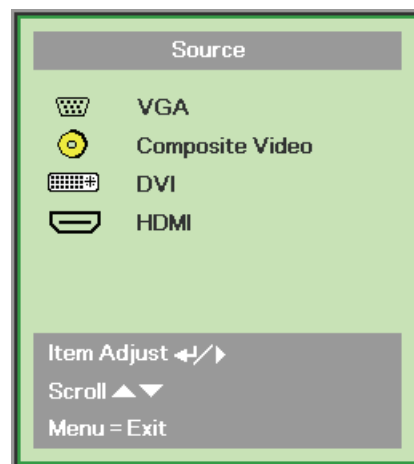 Source
VGA
Composite Video
DVI
HDMI
Item Adjust ↵/▶
Scroll ▲▼
Menu = Exit